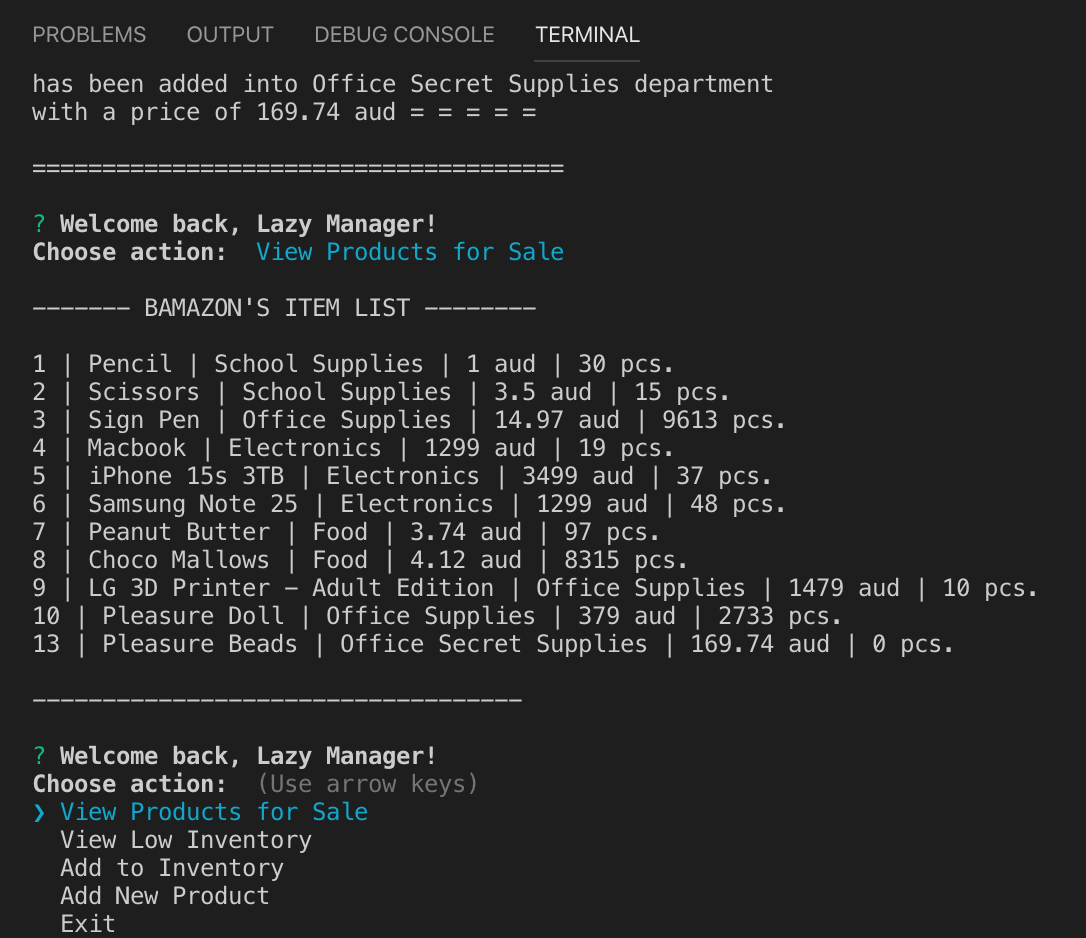 PROBLEMS OUTPUT DEBUG CONSOLE TERMINAL
has been added into Office Secret Supplies department
with a price of 169.74 aud = = = = =
======================================
? Welcome back, Lazy Manager!
Choose action:  View Products for Sale
------- BAMAZON'S ITEM LIST --------
1 | Pencil | School Supplies | 1 aud | 30 pcs.
2 | Scissors | School Supplies | 3.5 aud | 15 pcs.
3 | Sign Pen | Office Supplies | 14.97 aud | 9613 pcs.
4 | Macbook | Electronics | 1299 aud | 19 pcs.
5 | iPhone 15s 3TB | Electronics | 3499 aud | 37 pcs.
6 | Samsung Note 25 | Electronics | 1299 aud | 48 pcs.
7 | Peanut Butter | Food | 3.74 aud | 97 pcs.
8 | Choco Mallows | Food | 4.12 aud | 8315 pcs.
9 | LG 3D Printer - Adult Edition | Office Supplies | 1479 aud | 10 pcs.
10 | Pleasure Doll | Office Supplies | 379 aud | 2733 pcs.
13 | Pleasure Beads | Office Secret Supplies | 169.74 aud | 0 pcs.
-----------------------------------
? Welcome back, Lazy Manager!
Choose action:  (Use arrow keys)
❯ View Products for Sale
View Low Inventory
Add to Inventory
Add New Product
Exit